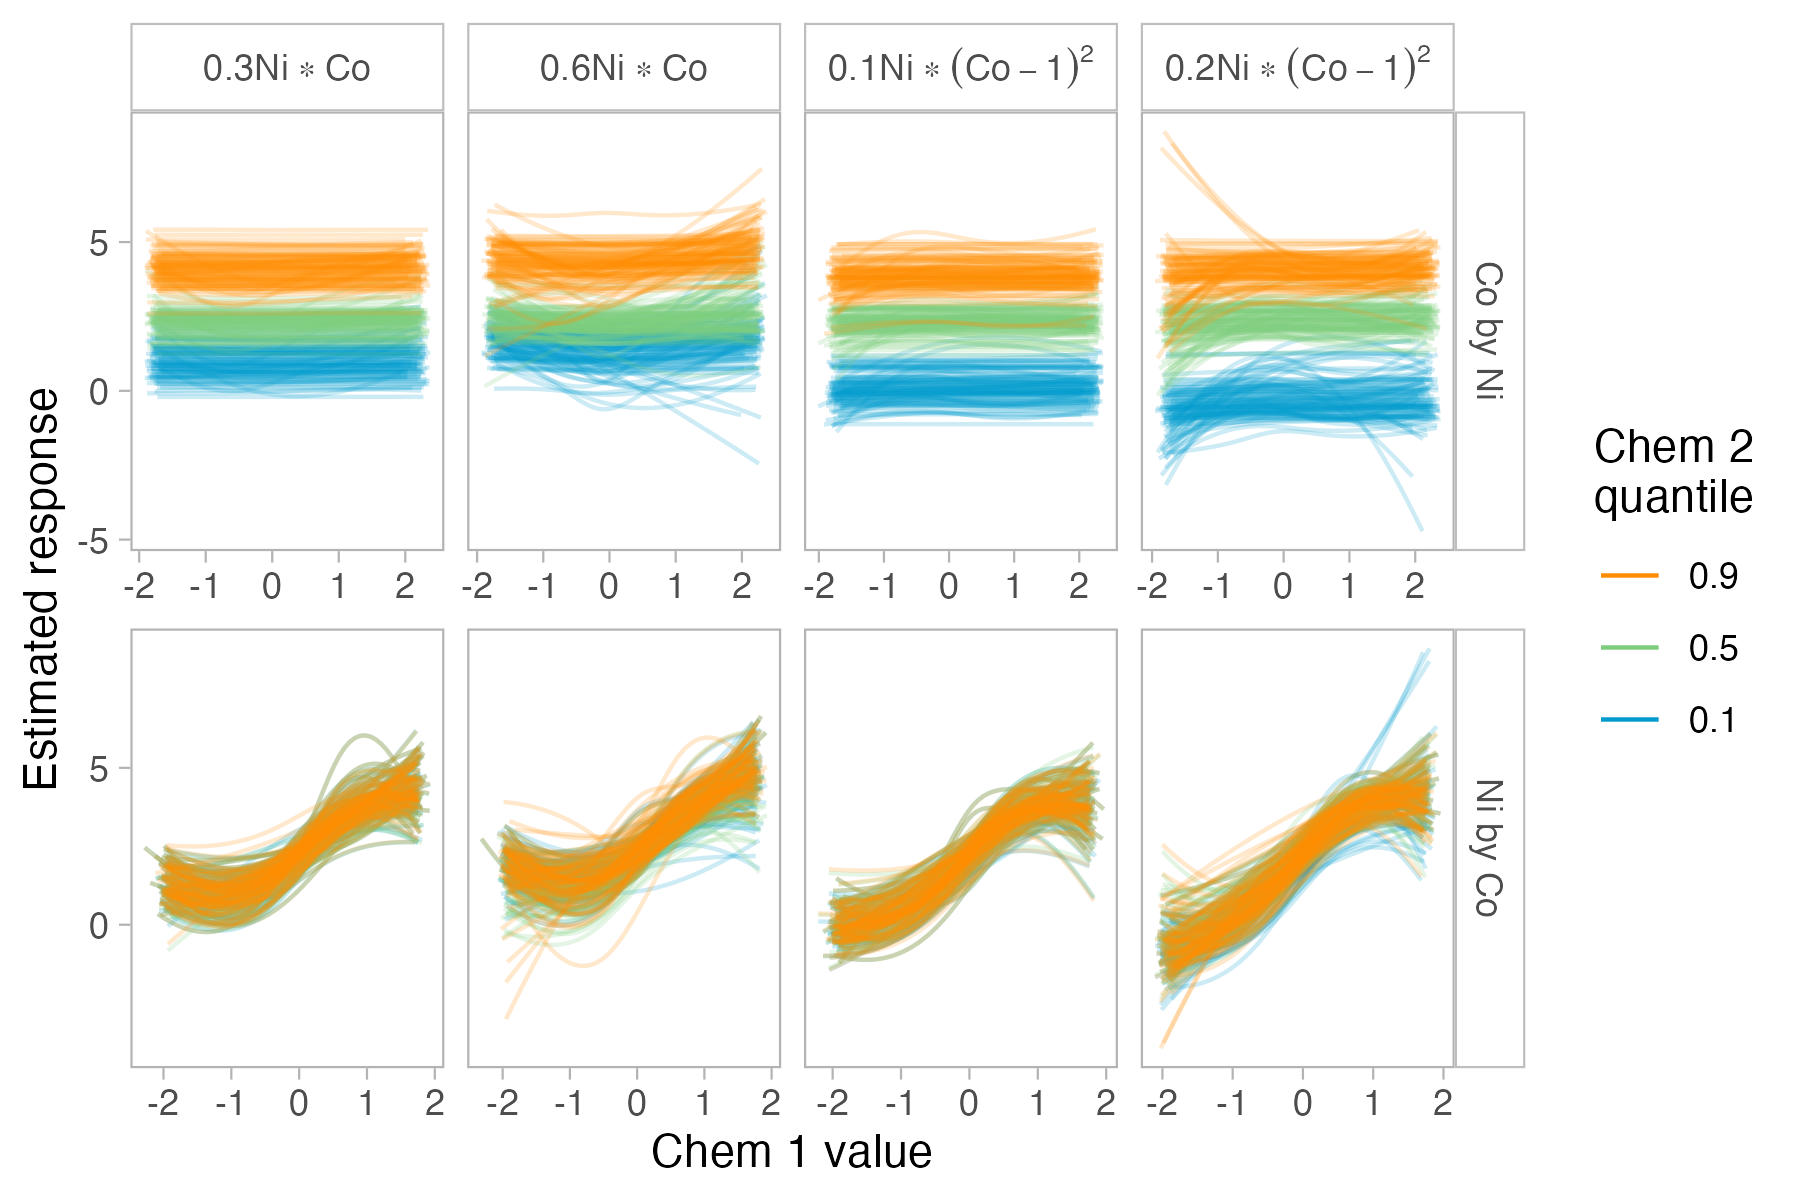 0.3Ni ∗ Co
0.6Ni ∗ Co
0.1Ni ∗ (Co − 1)²
0.2Ni ∗ (Co − 1)²
5
0
-5
-2 -1 0 1 2
-2 -1 0 1 2
-2 -1 0 1 2
-2 -1 0 1 2
Co by Ni
5
0
-2 -1 0 1 2
-2 -1 0 1 2
-2 -1 0 1 2
-2 -1 0 1 2
Ni by Co
Estimated response
Chem 1 value
Chem 2
quantile
0.9
0.5
0.1